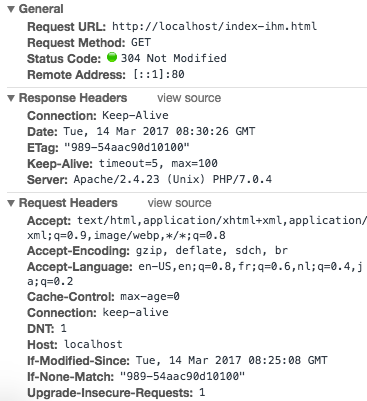 ▼ General
Request URL: http://localhost/index-ihm.html
Request Method: GET
Status Code: 304 Not Modified
Remote Address: [::1]:80
▼ Response Headers view source
Connection: Keep-Alive
Date: Tue, 14 Mar 2017 08:30:26 GMT
ETag: "989-54aac90d10100"
Keep-Alive: timeout=5, max=100
Server: Apache/2.4.23 (Unix) PHP/7.0.4
▼ Request Headers view source
Accept: text/html,application/xhtml+xml,application/
xml;q=0.9,image/webp,*/*;q=0.8
Accept-Encoding: gzip, deflate, sdch, br
Accept-Language: en-US,en;q=0.8,fr;q=0.6,nl;q=0.4,j
a;q=0.2
Cache-Control: max-age=0
Connection: keep-alive
DNT: 1
Host: localhost
If-Modified-Since: Tue, 14 Mar 2017 08:25:08 GMT
If-None-Match: "989-54aac90d10100"
Upgrade-Insecure-Requests: 1